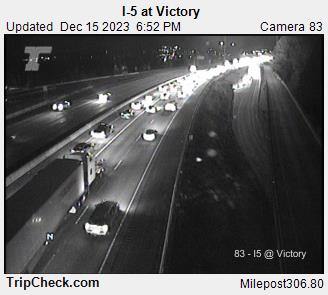 I-5 at Victory
Updated Dec 15 2023 6:52 PM Camera 83
T
N
83 - I5 @ Victory
TripCheck.com Milepost306.80